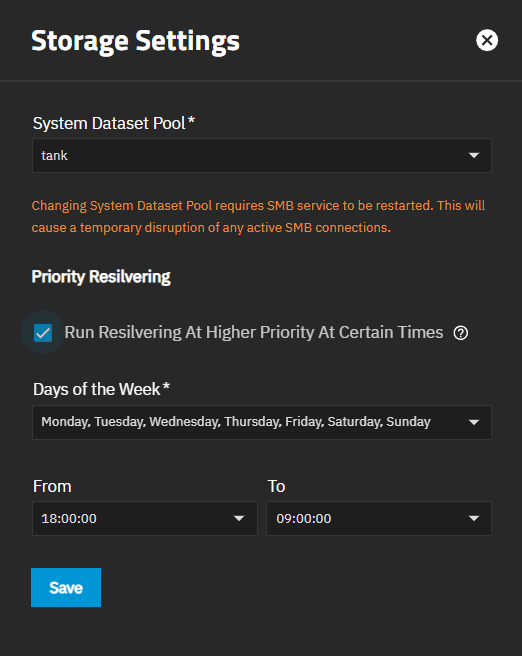 Storage Settings
System Dataset Pool *
tank
Changing System Dataset Pool requires SMB service to be restarted. This will
cause a temporary disruption of any active SMB connections.
Priority Resilvering
Run Resilvering At Higher Priority At Certain Times
Days of the Week *
Monday, Tuesday, Wednesday, Thursday, Friday, Saturday, Sunday
From To
18:00:00 09:00:00
Save